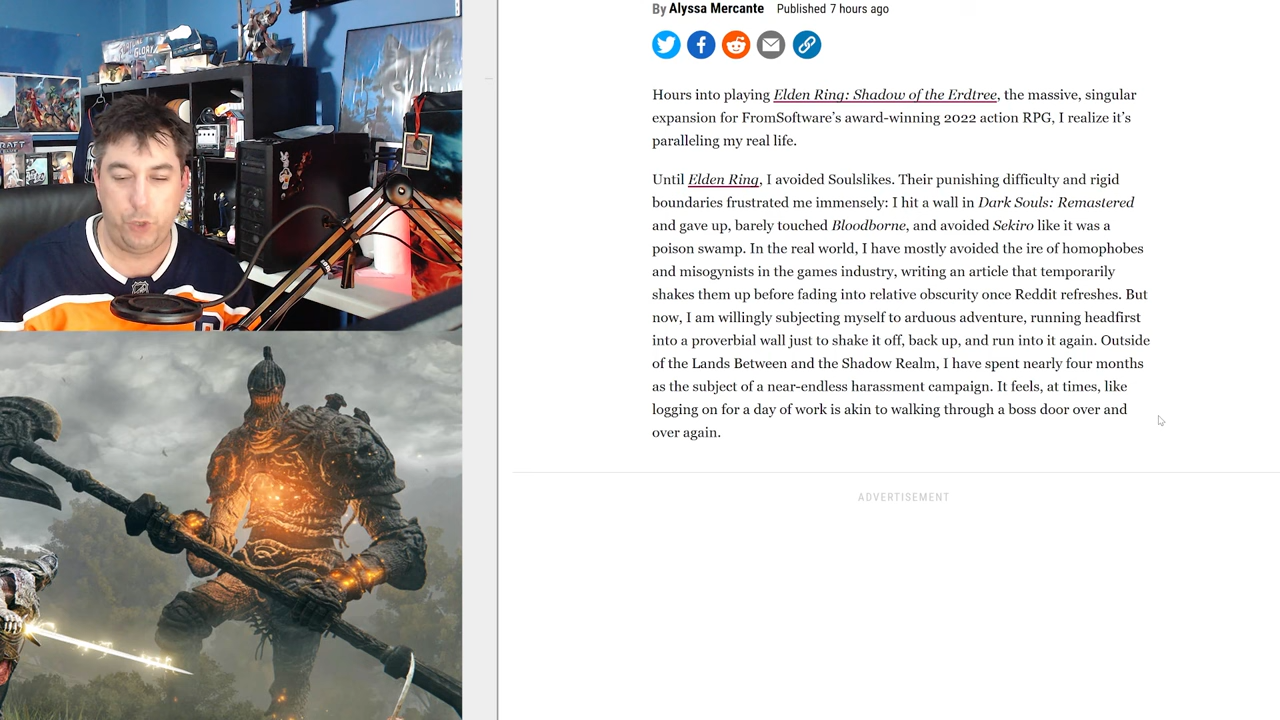 By Alyssa Mercante Published 7 hours ago
Hours into playing Elden Ring: Shadow of the Erdtree, the massive, singular
expansion for FromSoftware's award-winning 2022 action RPG, I realize it's
paralleling my real life.
Until Elden Ring, I avoided Soulslikes. Their punishing difficulty and rigid
boundaries frustrated me immensely: I hit a wall in Dark Souls: Remastered
and gave up, barely touched Bloodborne, and avoided Sekiro like it was a
poison swamp. In the real world, I have mostly avoided the ire of homophobes
and misogynists in the games industry, writing an article that temporarily
shakes them up before fading into relative obscurity once Reddit refreshes. But
now, I am willingly subjecting myself to arduous adventure, running headfirst
into a proverbial wall just to shake it off, back up, and run into it again. Outside
of the Lands Between and the Shadow Realm, I have spent nearly four months
as the subject of a near-endless harassment campaign. It feels, at times, like
logging on for a day of work is akin to walking through a boss door over and
over again.
ADVERTISEMENT